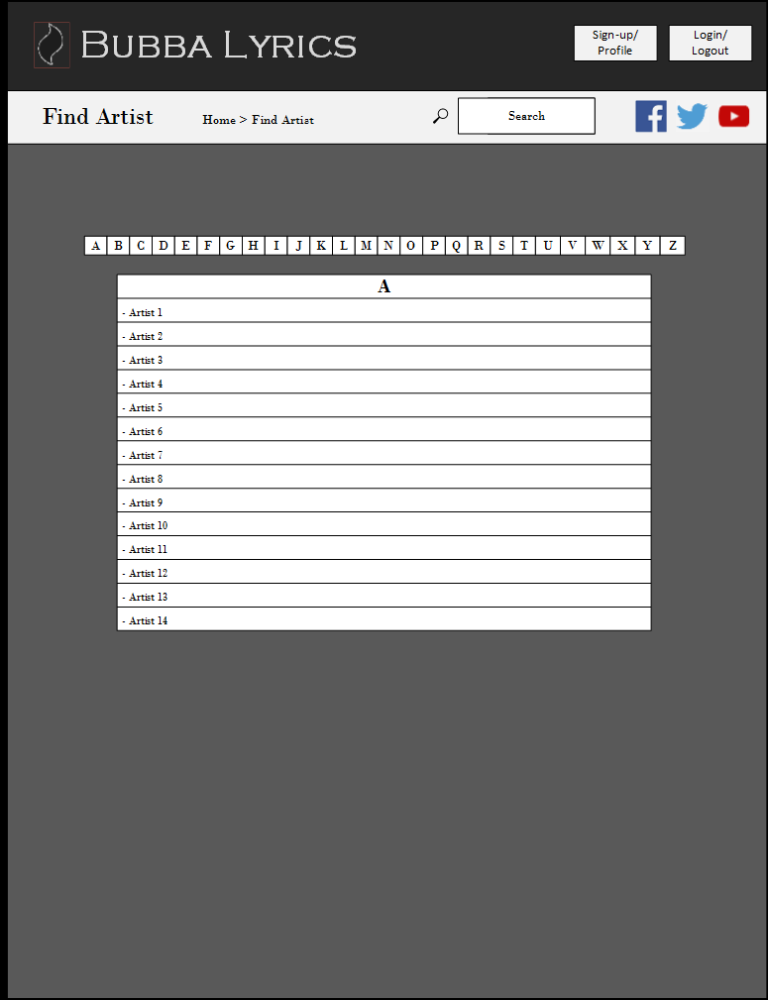 BUBBA LYRICS
Sign-up/
Profile
Login/
Logout
Find Artist
Home > Find Artist
Search
A B C D E F G H I J K L M N O P Q R S T U V W X Y Z
A
- Artist 1
- Artist 2
- Artist 3
- Artist 4
- Artist 5
- Artist 6
- Artist 7
- Artist 8
- Artist 9
- Artist 10
- Artist 11
- Artist 12
- Artist 13
- Artist 14